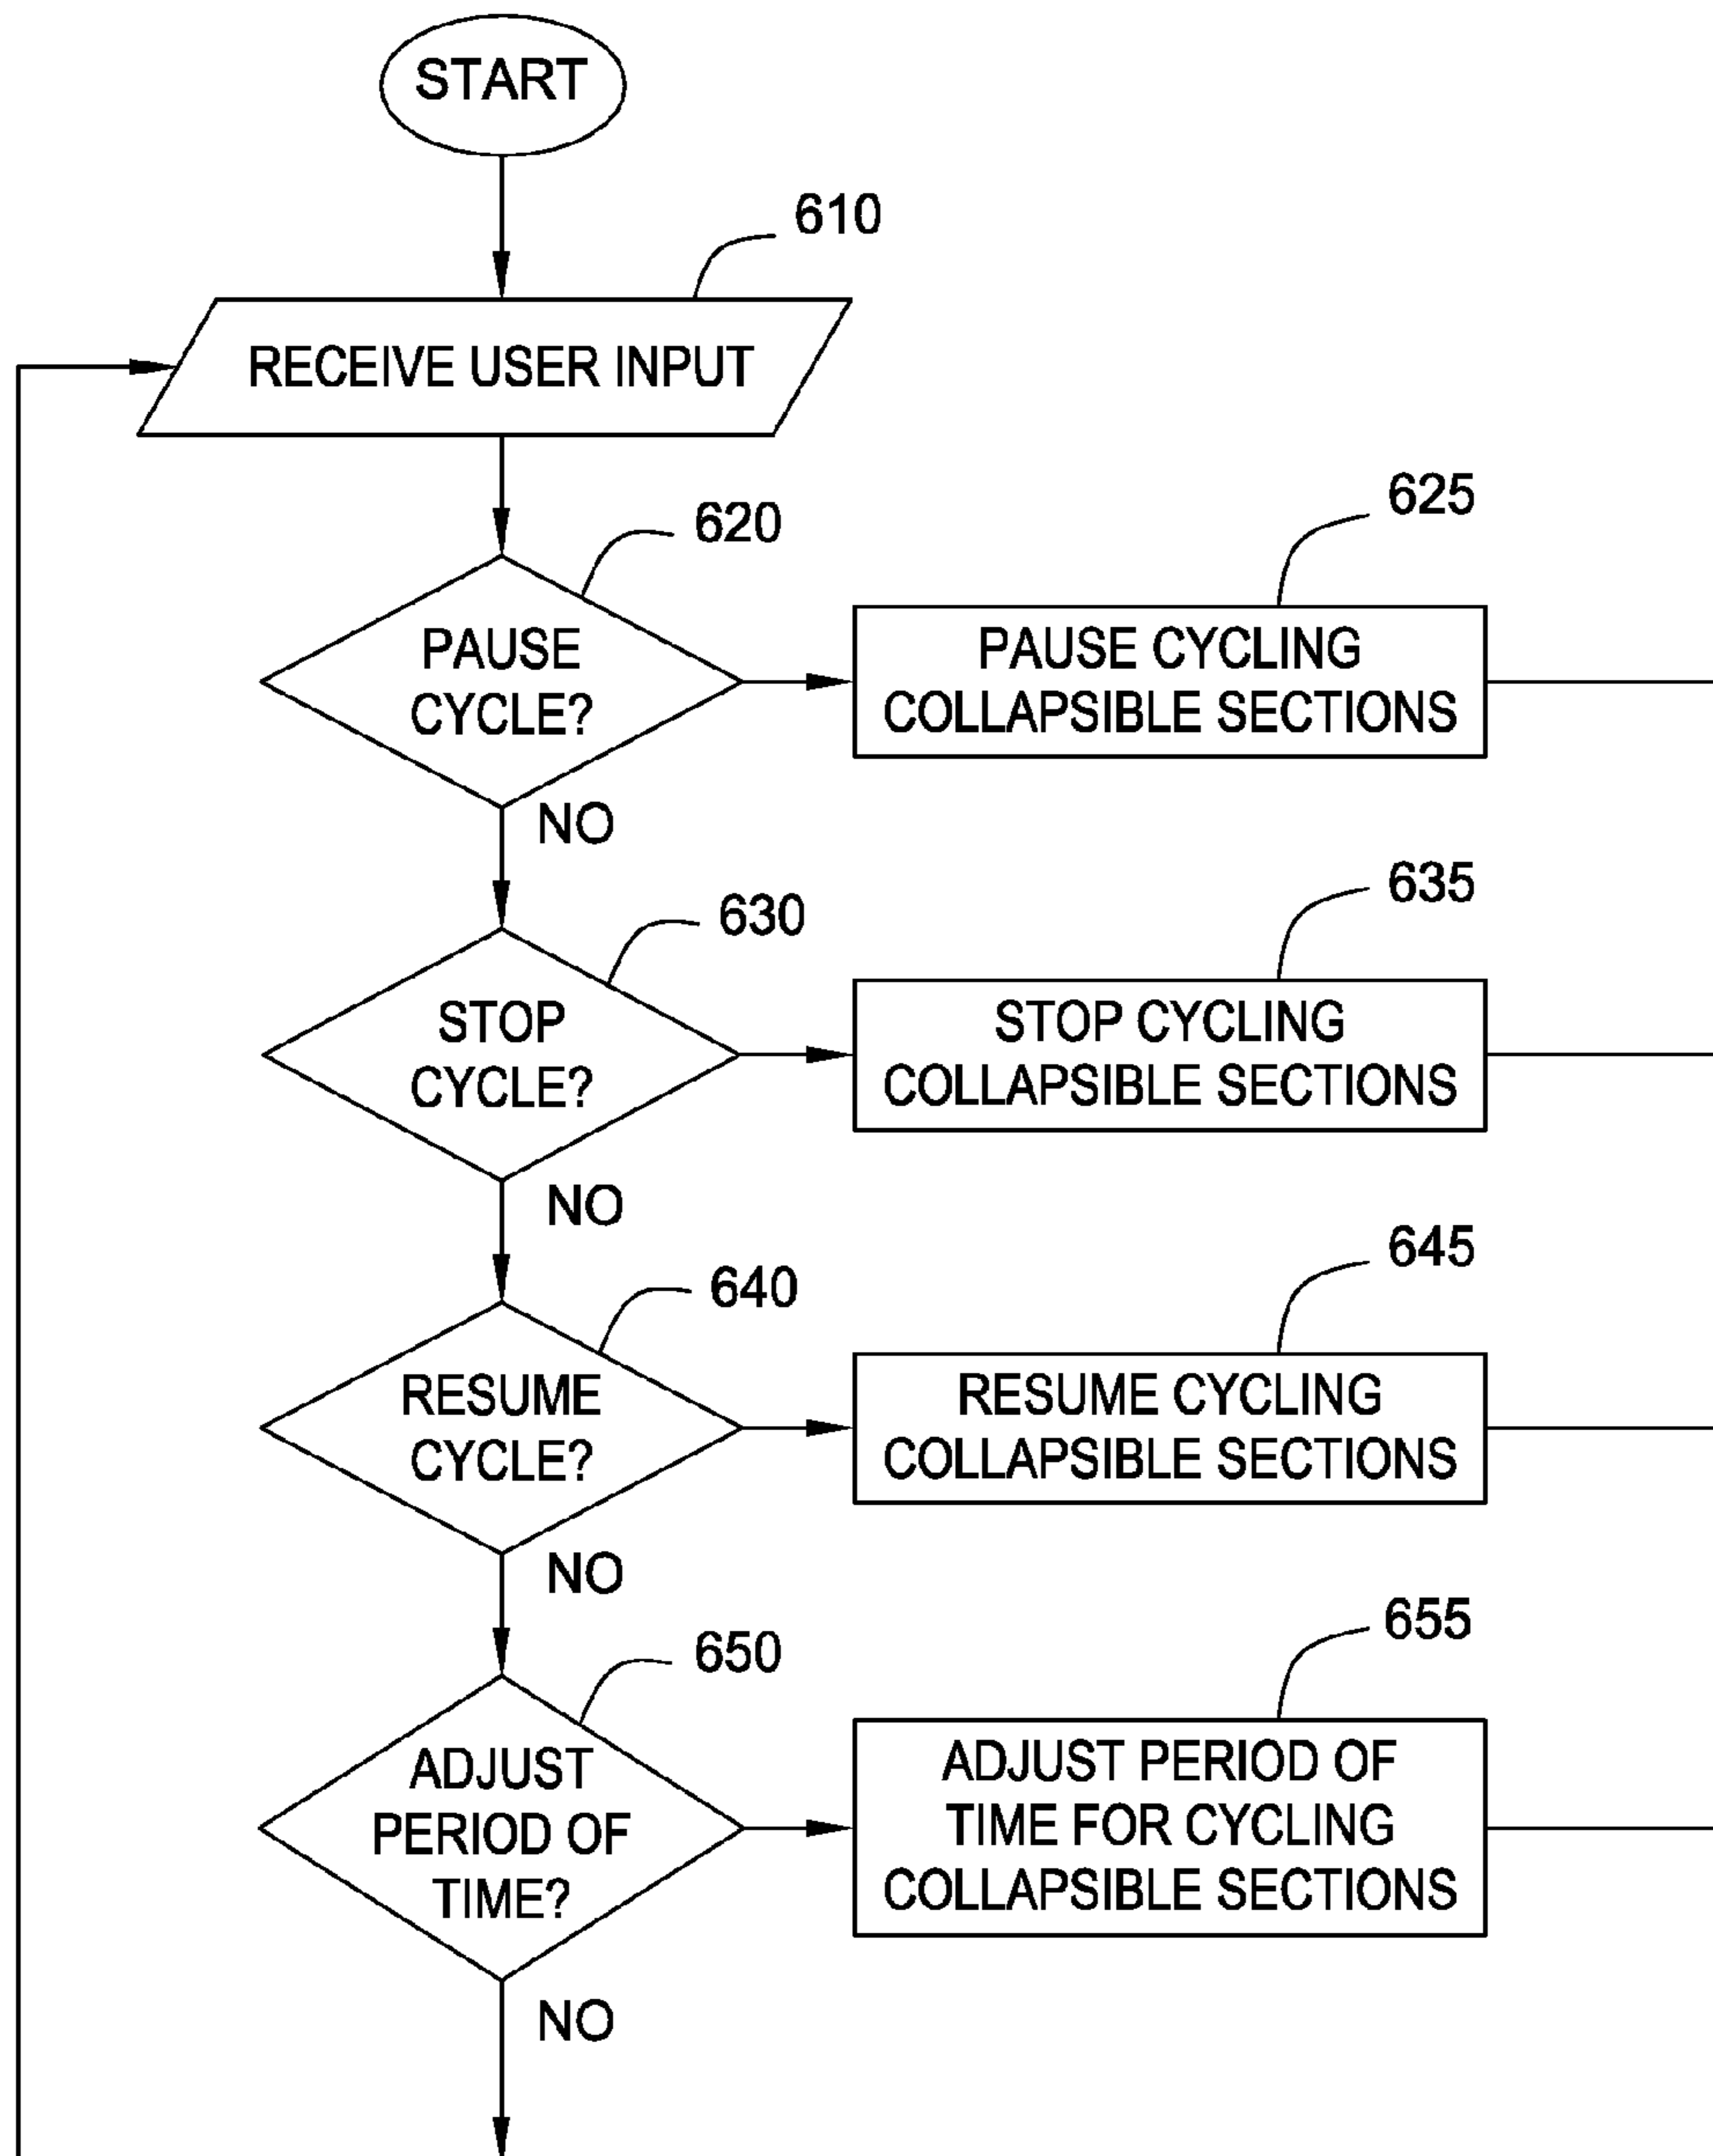 START
610
RECEIVE USER INPUT
620
PAUSE
CYCLE?
625
PAUSE CYCLING
COLLAPSIBLE SECTIONS
NO
630
STOP
CYCLE?
635
STOP CYCLING
COLLAPSIBLE SECTIONS
NO
640
RESUME
CYCLE?
645
RESUME CYCLING
COLLAPSIBLE SECTIONS
NO
650
ADJUST
PERIOD OF
TIME?
655
ADJUST PERIOD OF
TIME FOR CYCLING
COLLAPSIBLE SECTIONS
NO